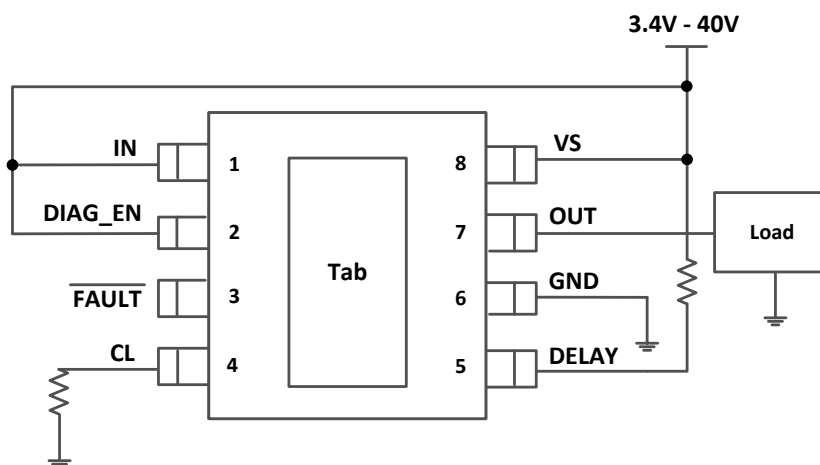 3.4V - 40V
IN
1
8
VS
DIAG_EN
2
7
OUT
Load
Tab
FAULT
3
6
GND
CL
4
5
DELAY